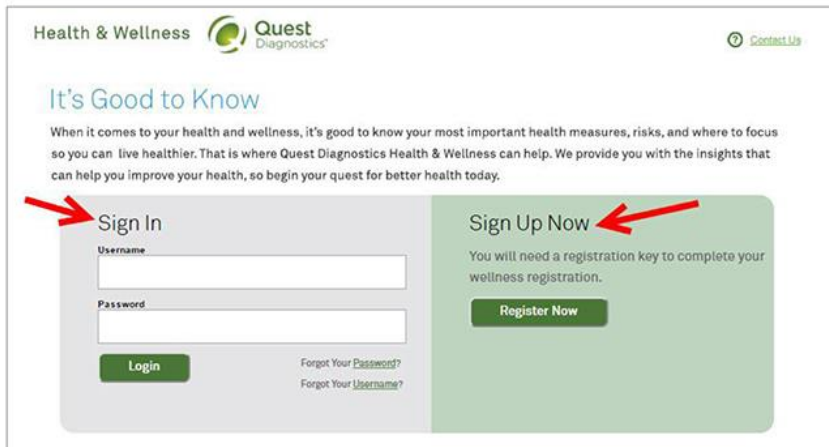 Health & Wellness Quest Diagnostics™
Contact Us
It's Good to Know
When it comes to your health and wellness, it's good to know your most important health measures, risks, and where to focus
so you can live healthier. That is where Quest Diagnostics Health & Wellness can help. We provide you with the insights that
can help you improve your health, so begin your quest for better health today.
Sign In
Username
Password
Login
Forgot Your Password?
Forgot Your Username?
Sign Up Now
You will need a registration key to complete your
wellness registration.
Register Now